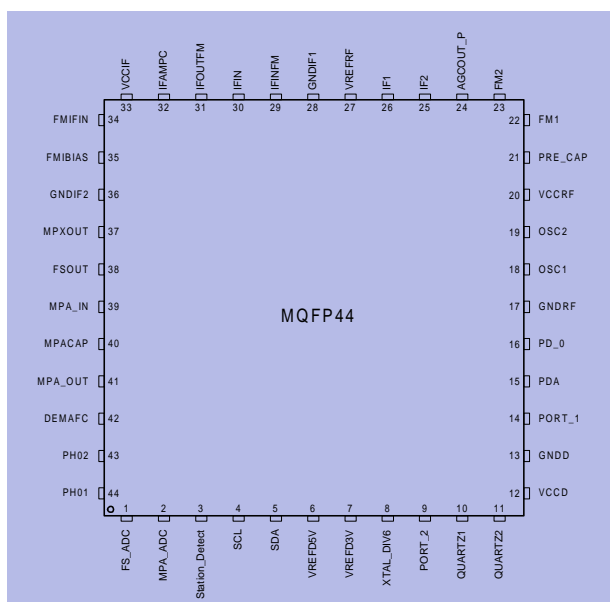 VCCIF
IFAMPC
IFOUTFM
IFIN
IFINFM
GNDIF1
VREFRF
IF1
IF2
AGCOUT_P
FM2
33 32 31 30 29 28 27 26 25 24 23
FMIFIN 34 22 FM1
FMIBIAS 35 21 PRE_CAP
GNDIF2 36 20 VCCRF
MPXOUT 37 19 OSC2
FSOUT 38 18 OSC1
MPA_IN 39 17 GNDRF
MQFP44
MPACAP 40 16 PD_0
MPA_OUT 41 15 PDA
DEMAFC 42 14 PORT_1
PH02 43 13 GNDD
PH01 44 12 VCCD
1 2 3 4 5 6 7 8 9 10 11
FS_ADC
MPA_ADC
Station_Detect
SCL
SDA
VREFD5V
VREFD3V
XTAL_DIV6
PORT_2
QUARTZ1
QUARTZ2